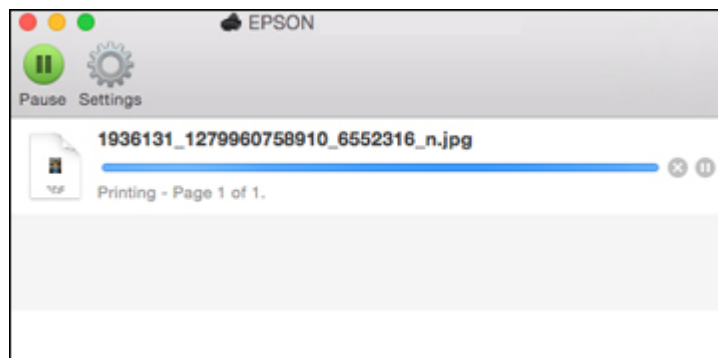 EPSON
Pause Settings
1936131_1279960758910_6552316_n.jpg
Printing - Page 1 of 1.